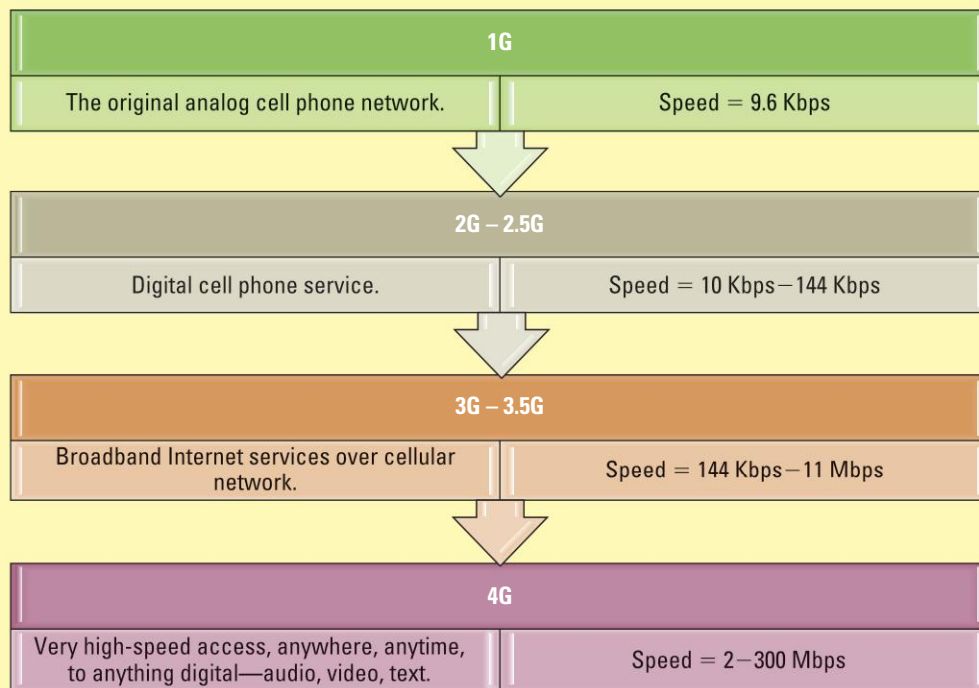 1G
The original analog cell phone network.
Speed = 9.6 Kbps
2G – 2.5G
Digital cell phone service.
Speed = 10 Kbps–144 Kbps
3G – 3.5G
Broadband Internet services over cellular
network.
Speed = 144 Kbps–11 Mbps
4G
Very high-speed access, anywhere, anytime,
to anything digital—audio, video, text.
Speed = 2–300 Mbps